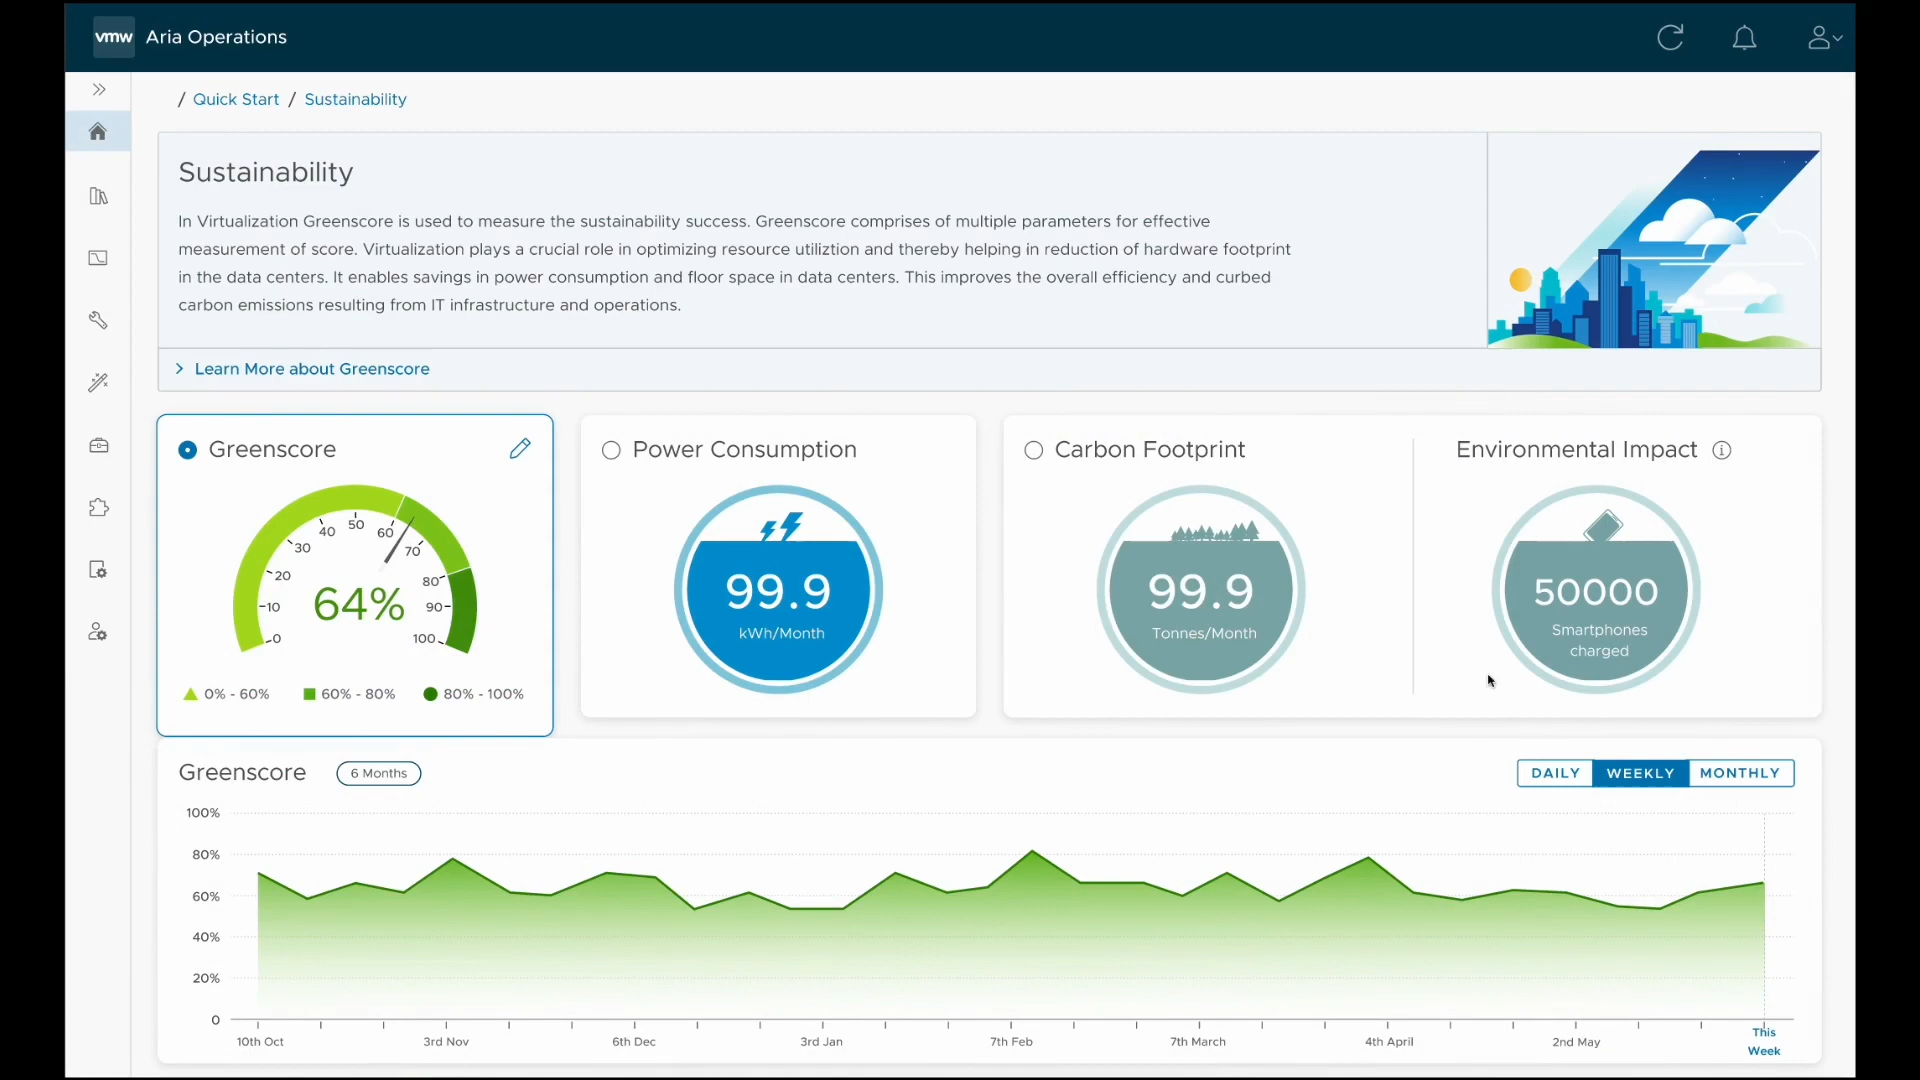 vmw Aria Operations
/ Quick Start / Sustainability
Sustainability
In Virtualization Greenscore is used to measure the sustainability success. Greenscore comprises of multiple parameters for effective
measurement of score. Virtualization plays a crucial role in optimizing resource utiliztion and thereby helping in reduction of hardware footprint
in the data centers. It enables savings in power consumption and floor space in data centers. This improves the overall efficiency and curbed
carbon emissions resulting from IT infrastructure and operations.
Learn More about Greenscore
Greenscore
0
10
20
30
40
50
60
70
80
90
100
64%
0% - 60% 60% - 80% 80% - 100%
Power Consumption
99.9
kWh/Month
Carbon Footprint
99.9
Tonnes/Month
Environmental Impact
50000
Smartphones
charged
Greenscore 6 Months
DAILY WEEKLY MONTHLY
100%
80%
60%
40%
20%
0
10th Oct 3rd Nov 6th Dec 3rd Jan 7th Feb 7th March 4th April 2nd May This
Week